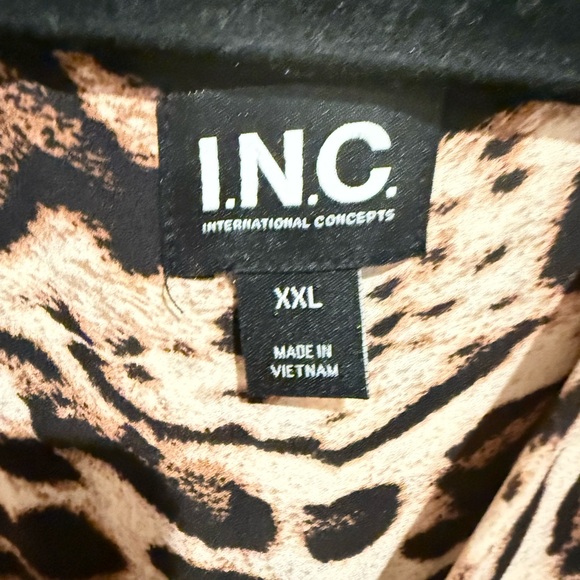 I.N.C.
INTERNATIONAL CONCEPTS
XXL
MADE IN
VIETNAM